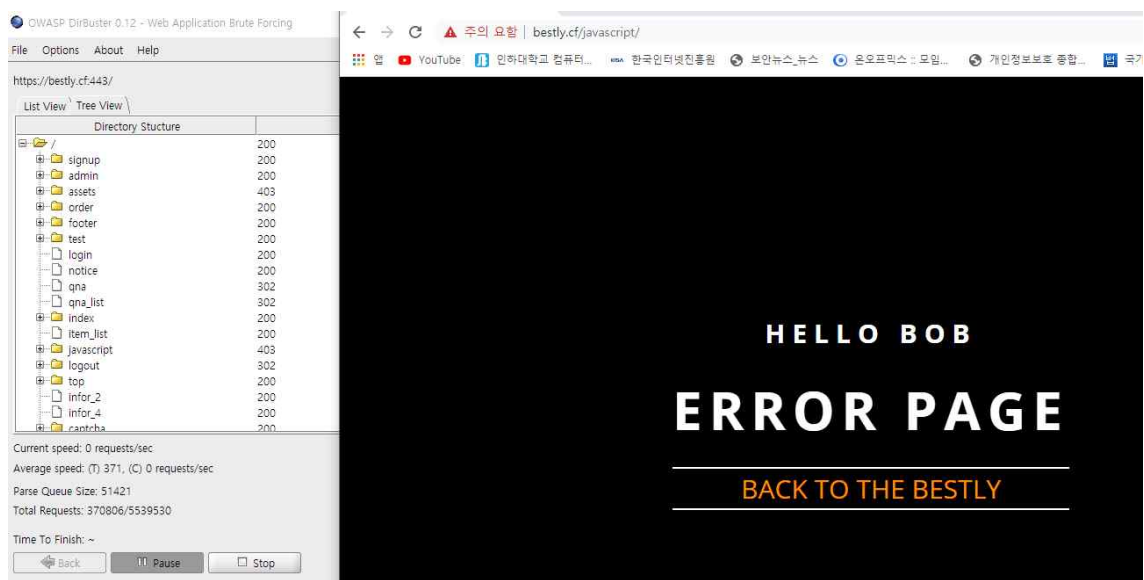 OWASP DirBuster 0.12 - Web Application Brute Forcing
File Options About Help
https://bestly.cf:443/
List View Tree View
Directory Stucture
/ 200
signup 200
admin 200
assets 403
order 200
footer 200
test 200
login 200
notice 200
qna 302
qna_list 302
index 200
item_list 200
javascript 403
logout 302
top 200
infor_2 200
infor_4 200
captcha 200
Current speed: 0 requests/sec
Average speed: (T) 371, (C) 0 requests/sec
Parse Queue Size: 51421
Total Requests: 370806/5539530
Time To Finish: ~
Back Pause Stop
주의 요함 bestly.cf/javascript/
앱 YouTube 인하대학교 컴퓨터... 한국인터넷진흥원 보안뉴스_뉴스 온오프믹스 :: 모임... 개인정보보호 종합... 국가
HELLO BOB
ERROR PAGE
BACK TO THE BESTLY